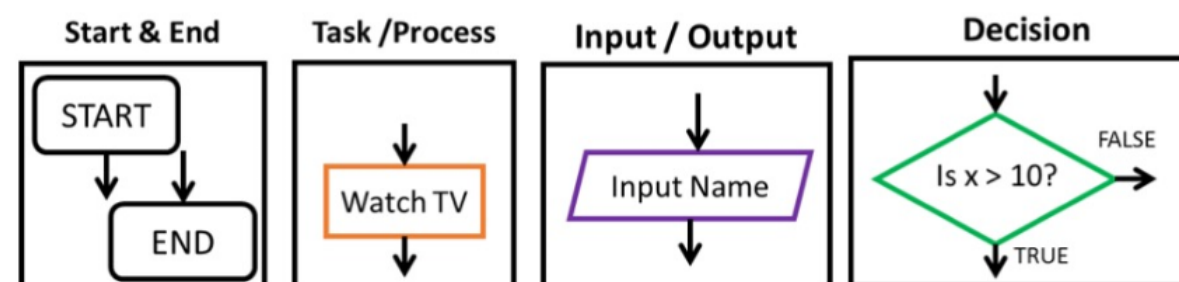 Start & End
Task /Process
Input / Output
Decision
START
END
Watch TV
Input Name
Is x > 10?
FALSE
TRUE